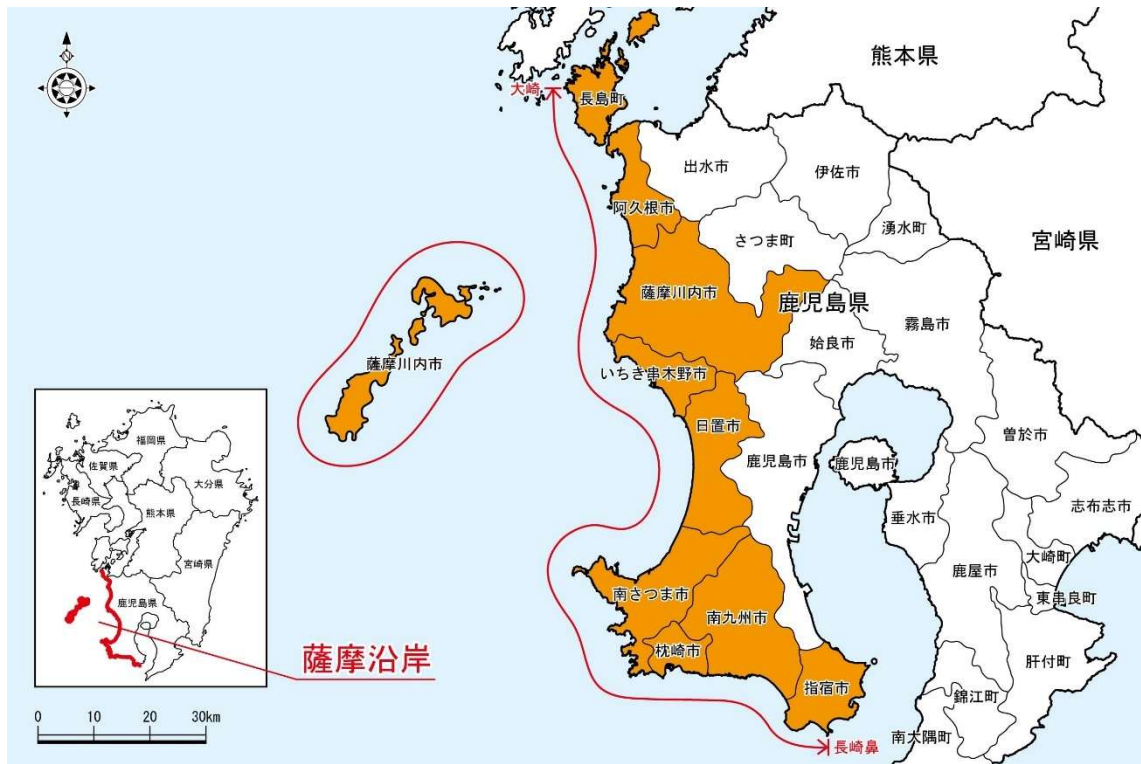 N
熊本県
大崎
長島町
出水市
伊佐市
阿久根市
湧水町
さつま町
宮崎県
薩摩川内市
鹿児島県
霧島市
姶良市
薩摩川内市
いちき串木野市
日置市
曽於市
鹿児島市
鹿児島市
志布志市
垂水市
大崎町
鹿屋市
東串良町
南さつま市
南九州市
枕崎市
肝付町
指宿市
錦江町
南大隅町
長崎鼻
福岡県
佐賀県
大分県
長崎県
熊本県
宮崎県
鹿児島県
薩摩沿岸
0 10 20 30km